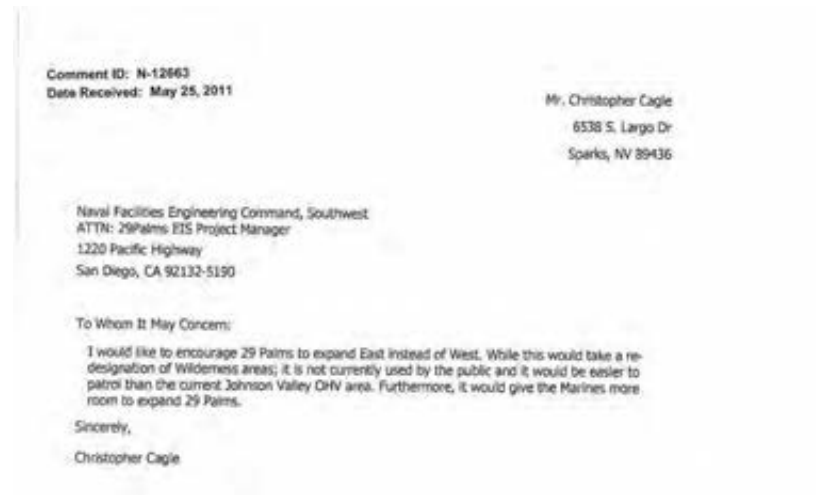 Comment ID: N-12663
Date Received: May 25, 2011
Mr. Christopher Cagle
6538 S. Largo Dr
Sparks, NV 89436
Naval Facilities Engineering Command, Southwest
ATTN: 29Palms EIS Project Manager
1220 Pacific Highway
San Diego, CA 92132-5190
To Whom It May Concern:
I would like to encourage 29 Palms to expand East instead of West. While this would take a re-
designation of Wilderness areas; it is not currently used by the public and it would be easier to
patrol than the current Johnson Valley OHV area. Furthermore, it would give the Marines more
room to expand 29 Palms.
Sincerely,
Christopher Cagle